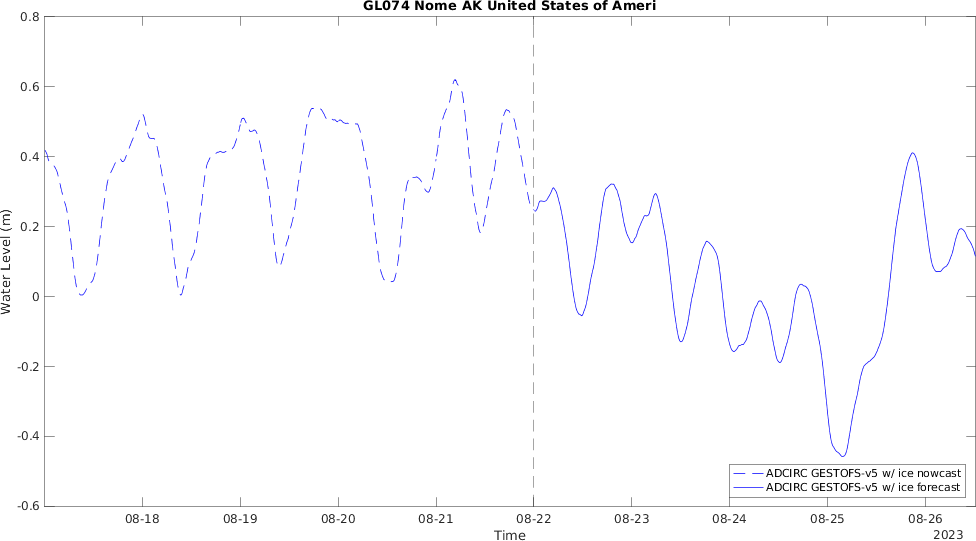 GL074 Nome AK United States of Ameri
0.8
0.6
0.4
0.2
0
-0.2
-0.4
-0.6
Water Level (m)
ADCIRC GESTOFS-v5 w/ ice nowcast
ADCIRC GESTOFS-v5 w/ ice forecast
08-18 08-19 08-20 08-21 08-22 08-23 08-24 08-25 08-26
Time
2023